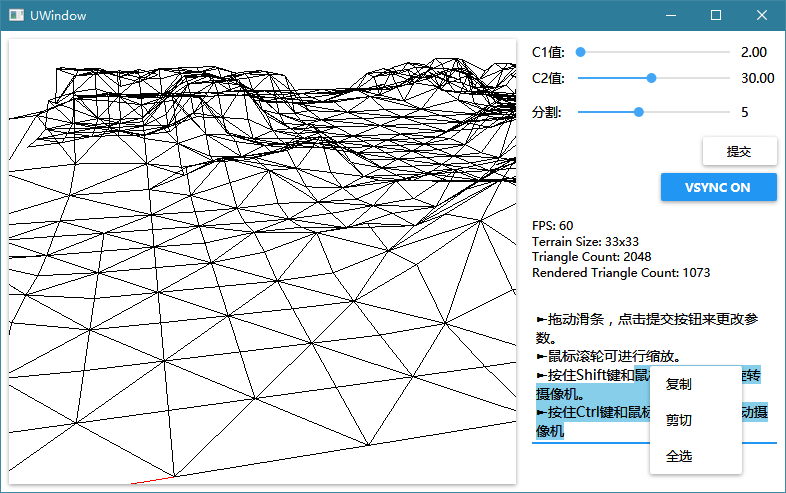 UWindow
C1值: 2.00
C2值: 30.00
分割: 5
提交
VSYNC ON
FPS: 60
Terrain Size: 33x33
Triangle Count: 2048
Rendered Triangle Count: 1073
►拖动滑条，点击提交按钮来更改参
数。
►鼠标滚轮可进行缩放。
►按住Shift键和鼠 旋转
摄像机。
►按住Ctrl键和鼠标 动摄
像机
复制
剪切
全选